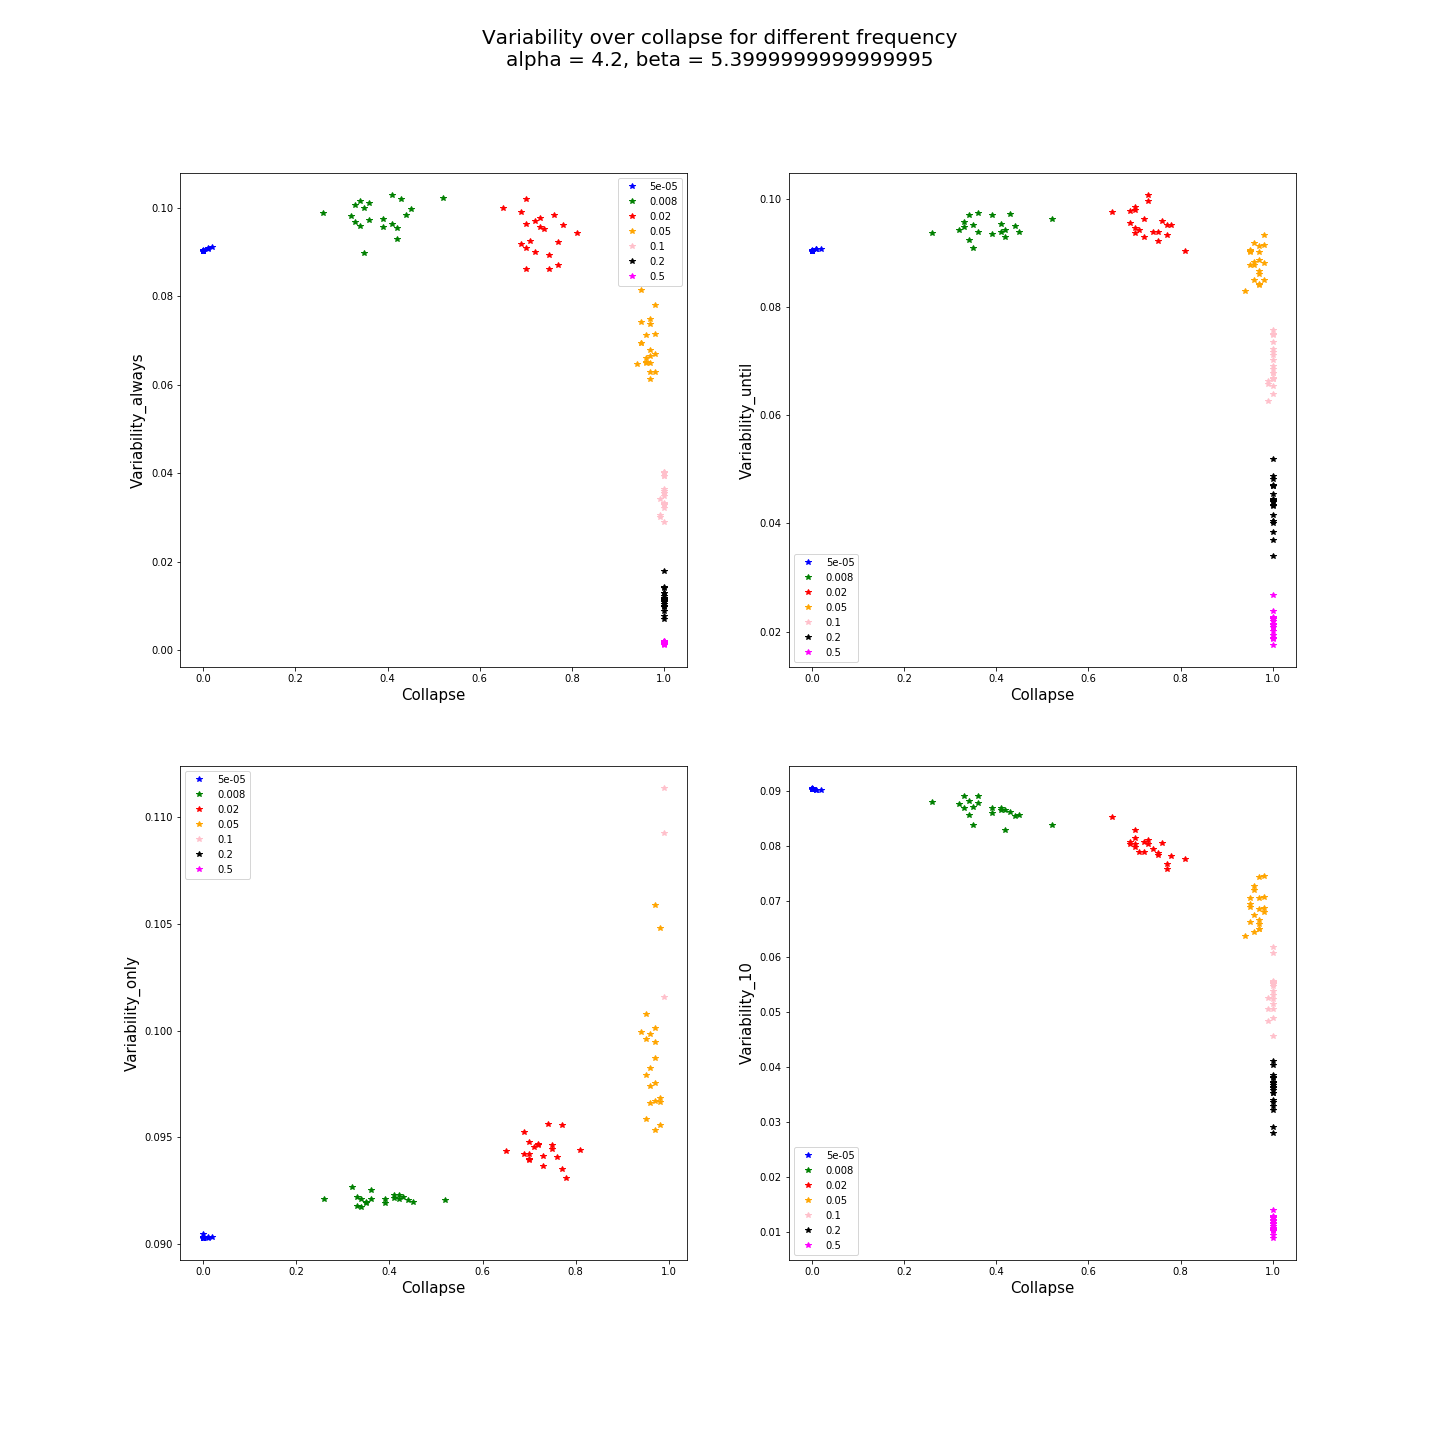 Variability over collapse for different frequency
alpha = 4.2, beta = 5.3999999999999995
0.10
0.08
0.06
0.04
0.02
0.00
Variability_always
5e-05
0.008
0.02
0.05
0.1
0.2
0.5
0.0 0.2 0.4 0.6 0.8 1.0
Collapse
0.10
0.08
0.06
0.04
0.02
Variability_until
5e-05
0.008
0.02
0.05
0.1
0.2
0.5
0.0 0.2 0.4 0.6 0.8 1.0
Collapse
0.110
0.105
0.100
0.095
0.090
Variability_only
5e-05
0.008
0.02
0.05
0.1
0.2
0.5
0.0 0.2 0.4 0.6 0.8 1.0
Collapse
0.09
0.08
0.07
0.06
0.05
0.04
0.03
0.02
0.01
Variability_10
5e-05
0.008
0.02
0.05
0.1
0.2
0.5
0.0 0.2 0.4 0.6 0.8 1.0
Collapse